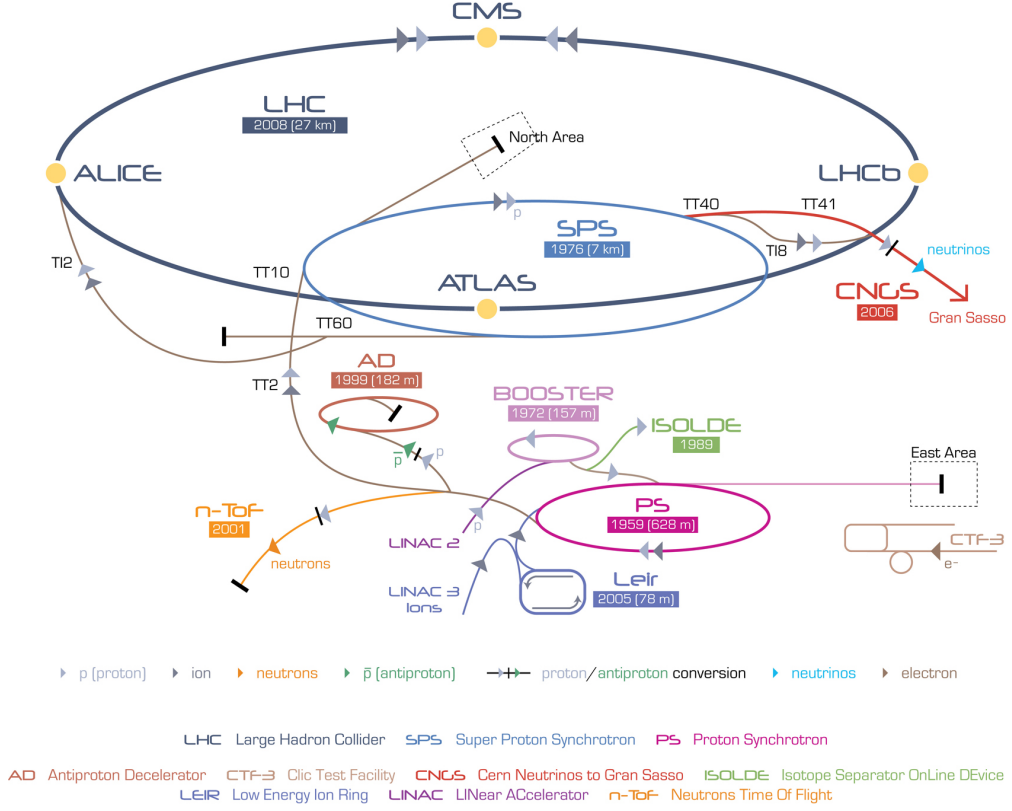 CMS
LHC
2008 (27 km)
North Area
ALICE
LHCb
TT40
TT41
p
SPS
1976 (7 km)
TI8
neutrinos
TI2
TT10
ATLAS
CNGS
2006
Gran Sasso
TT60
AD
1999 (182 m)
TT2
BOOSTER
1972 (157 m)
ISOLDE
1989
p̅
p
East Area
n-ToF
2001
PS
1959 (628 m)
p
LINAC 2
neutrons
CTF-3
e-
LINAC 3
Ions
Leir
2005 (78 m)
p (proton)
ion
neutrons
p̅ (antiproton)
proton/antiproton conversion
neutrinos
electron
LHC Large Hadron Collider SPS Super Proton Synchrotron PS Proton Synchrotron
AD Antiproton Decelerator CTF-3 Clic Test Facility CNGS Cern Neutrinos to Gran Sasso ISOLDE Isotope Separator OnLine DEvice
LEIR Low Energy Ion Ring LINAC LINear ACcelerator n-ToF Neutrons Time Of Flight